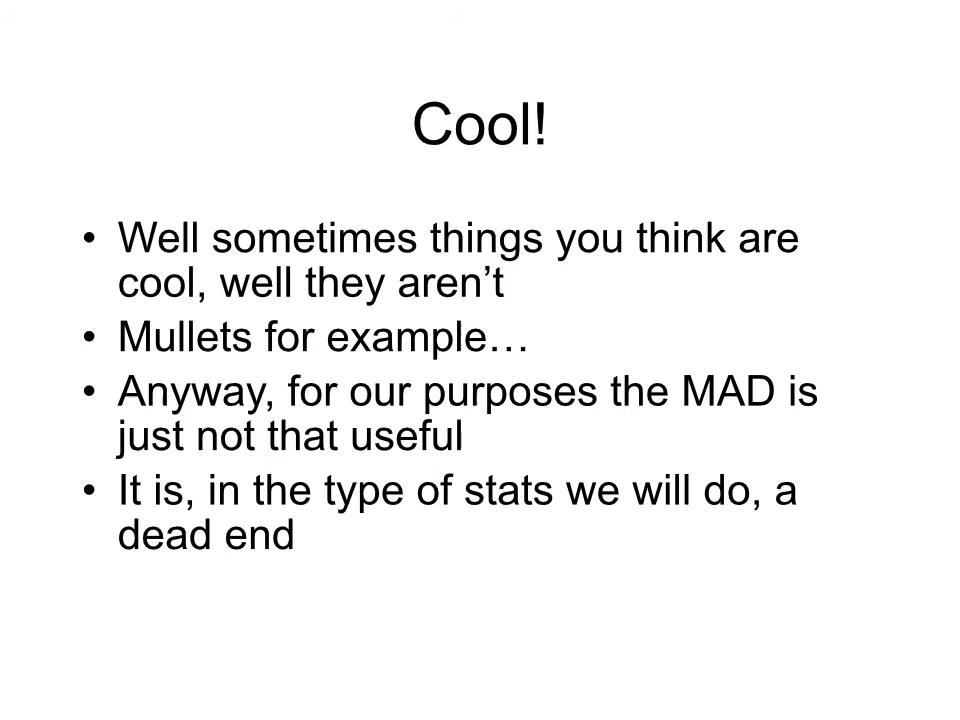 Cool!
• Well sometimes things you think are
cool, well they aren’t
• Mullets for example…
• Anyway, for our purposes the MAD is
just not that useful
• It is, in the type of stats we will do, a
dead end